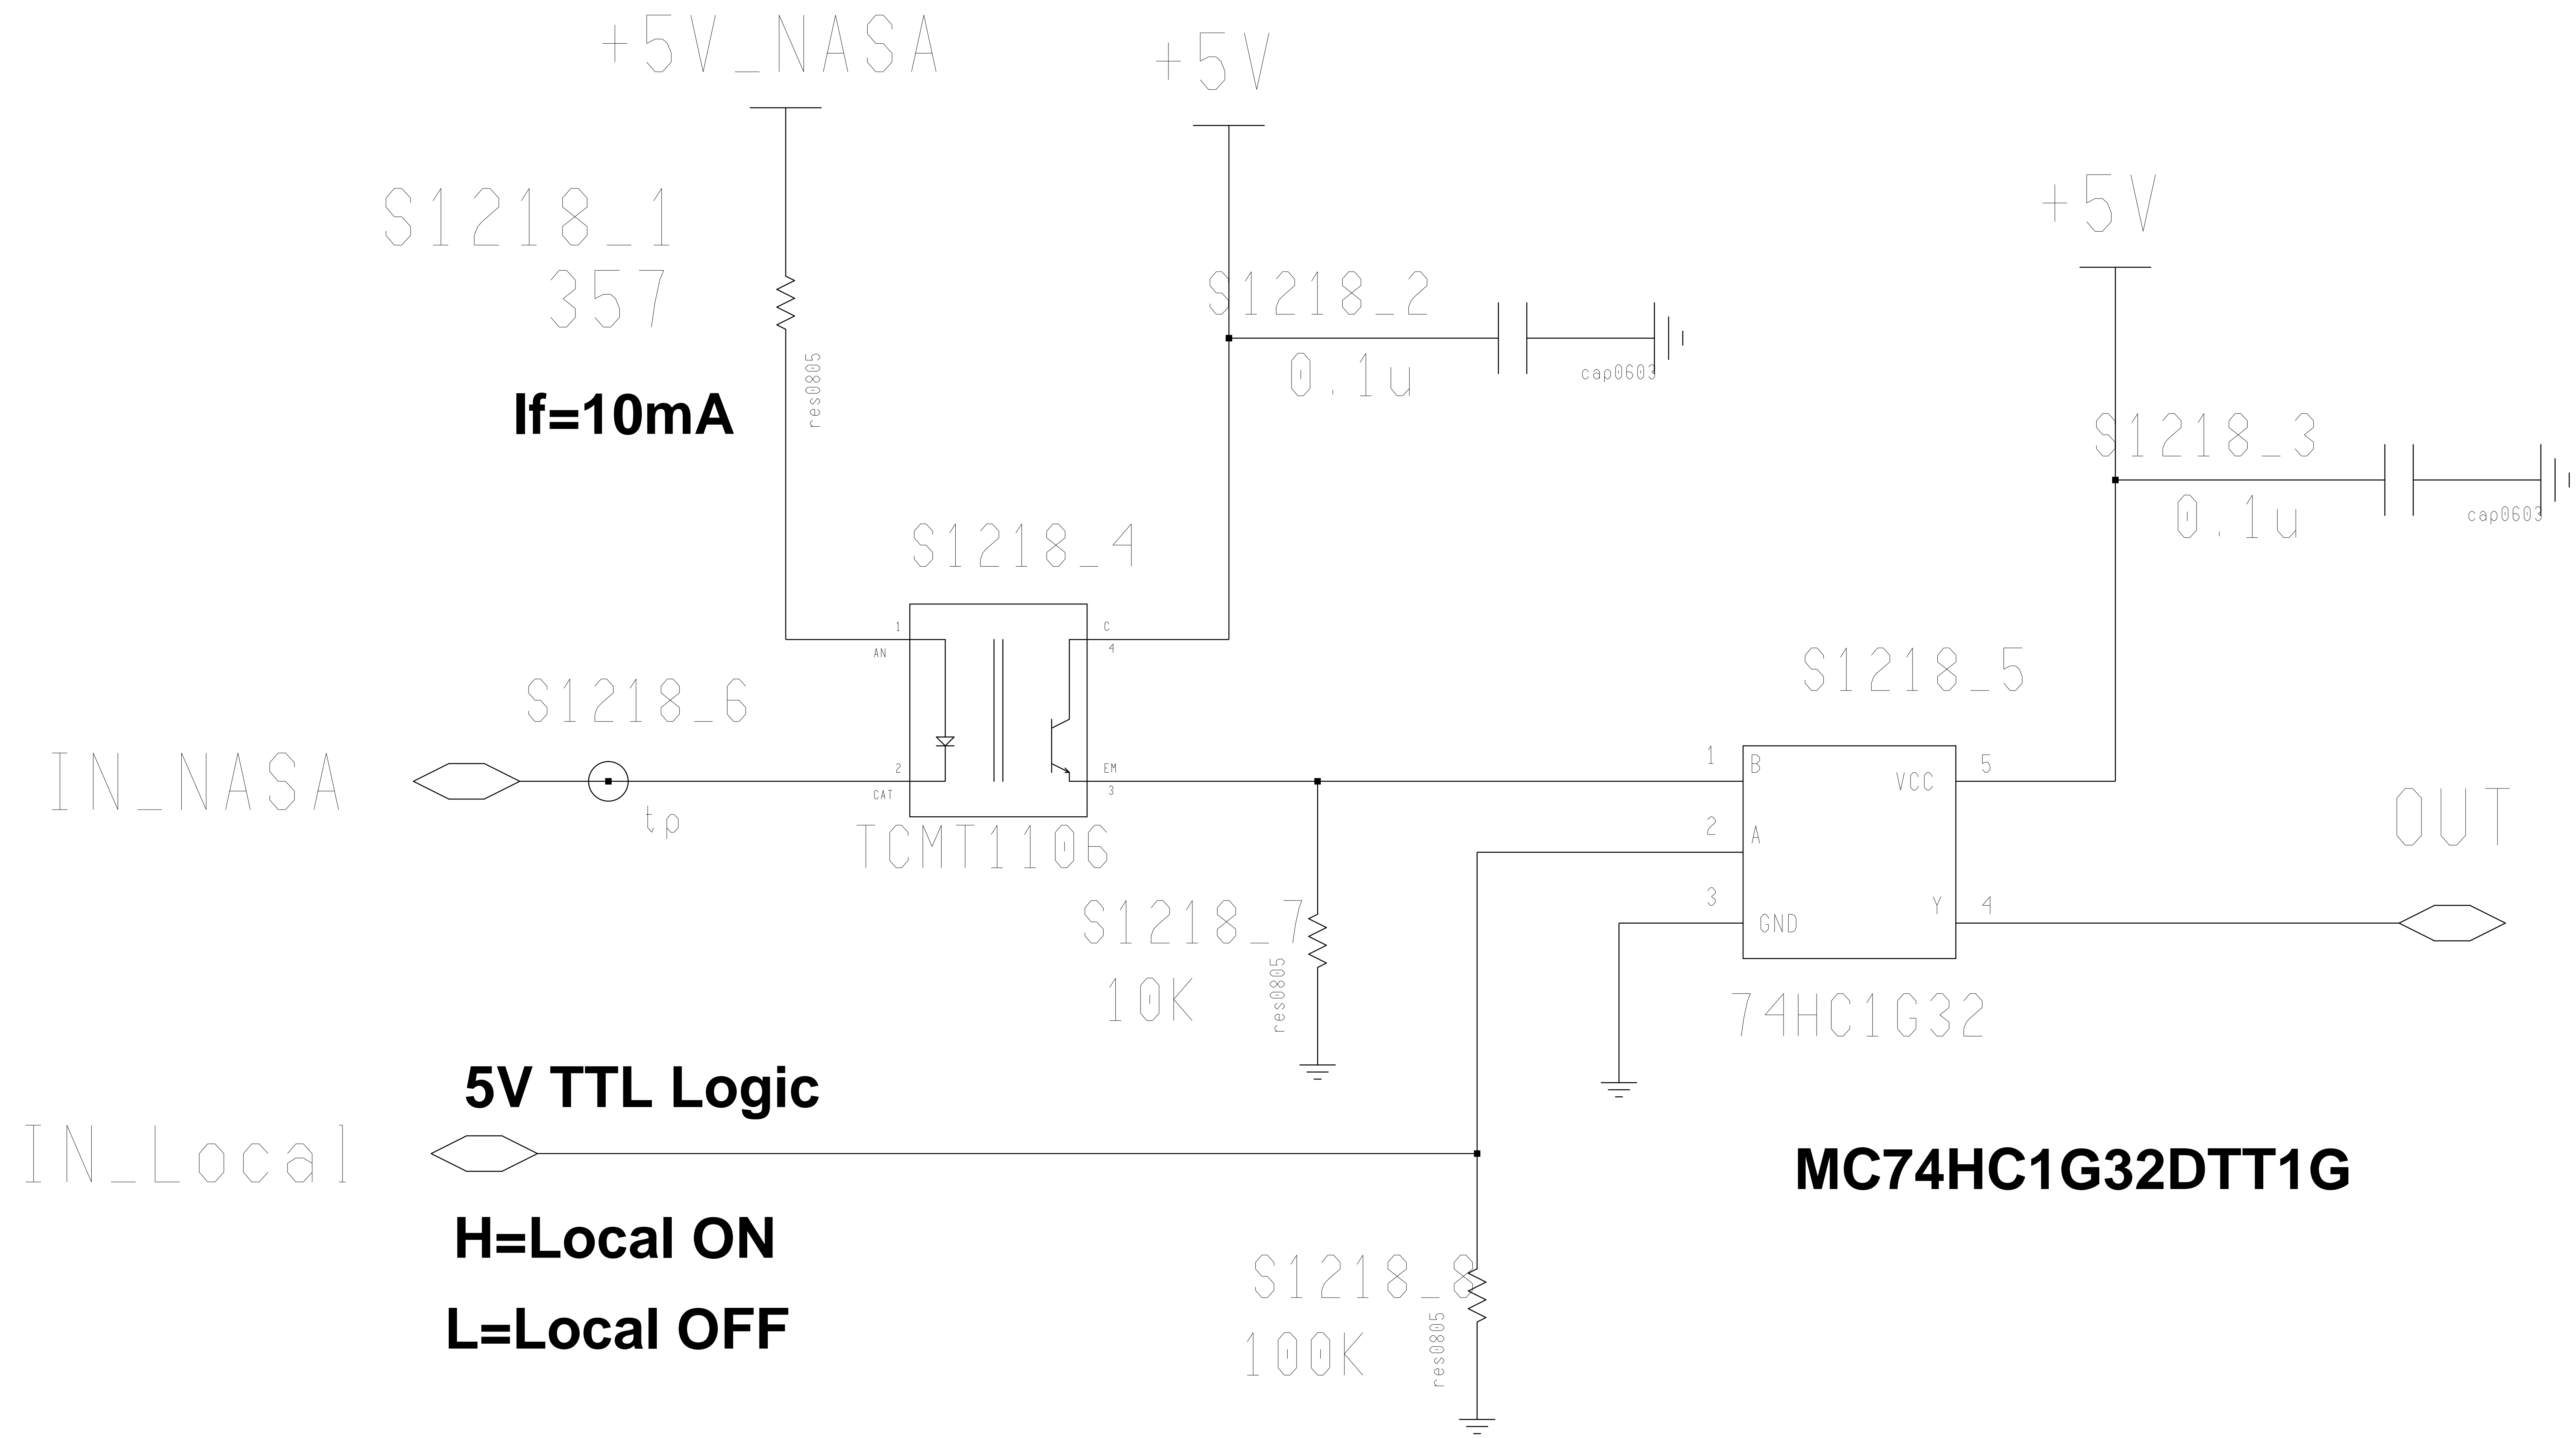 +5V_NASA
+5V
+5V
S1218_1
357
res0805
If=10mA
S1218_2
0.1u
cap0603
S1218_3
0.1u
cap0603
S1218_4
1
AN
C
4
2
CAT
EM
3
TCMT1106
S1218_6
IN_NASA
tp
S1218_5
1
B
VCC
5
2
A
3
GND
Y
4
74HC1G32
OUT
S1218_7
10K
res0805
5V TTL Logic
IN_Local
MC74HC1G32DTT1G
H=Local ON
L=Local OFF
S1218_8
100K
res0805